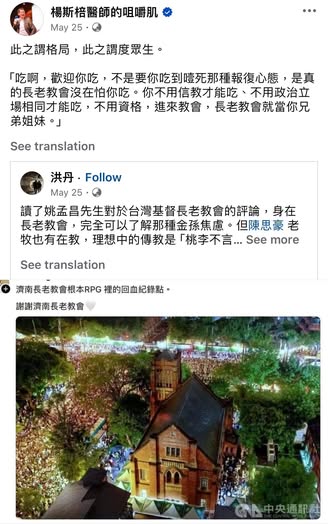 楊斯棓醫師的咀嚼肌
May 25 ·
此之謂格局，此之謂度眾生。
「吃啊，歡迎你吃，不是要你吃到噎死那種報復心態，是真
的長老教會沒在怕你吃。你不用信教才能吃、不用政治立
場相同才能吃，不用資格，進來教會，長老教會就當你兄
弟姐妹。」
See translation
洪丹 · Follow
May 25 ·
讀了姚孟昌先生對於台灣基督長老教會的評論，身在
長老教會，完全可以了解那種金孫焦慮。但陳思豪 老
牧也有在教，理想中的傳教是「桃李不言... See more
See translation
濟南長老教會根本RPG 裡的回血紀錄點。
謝謝濟南長老教會🤍
中央通訊社